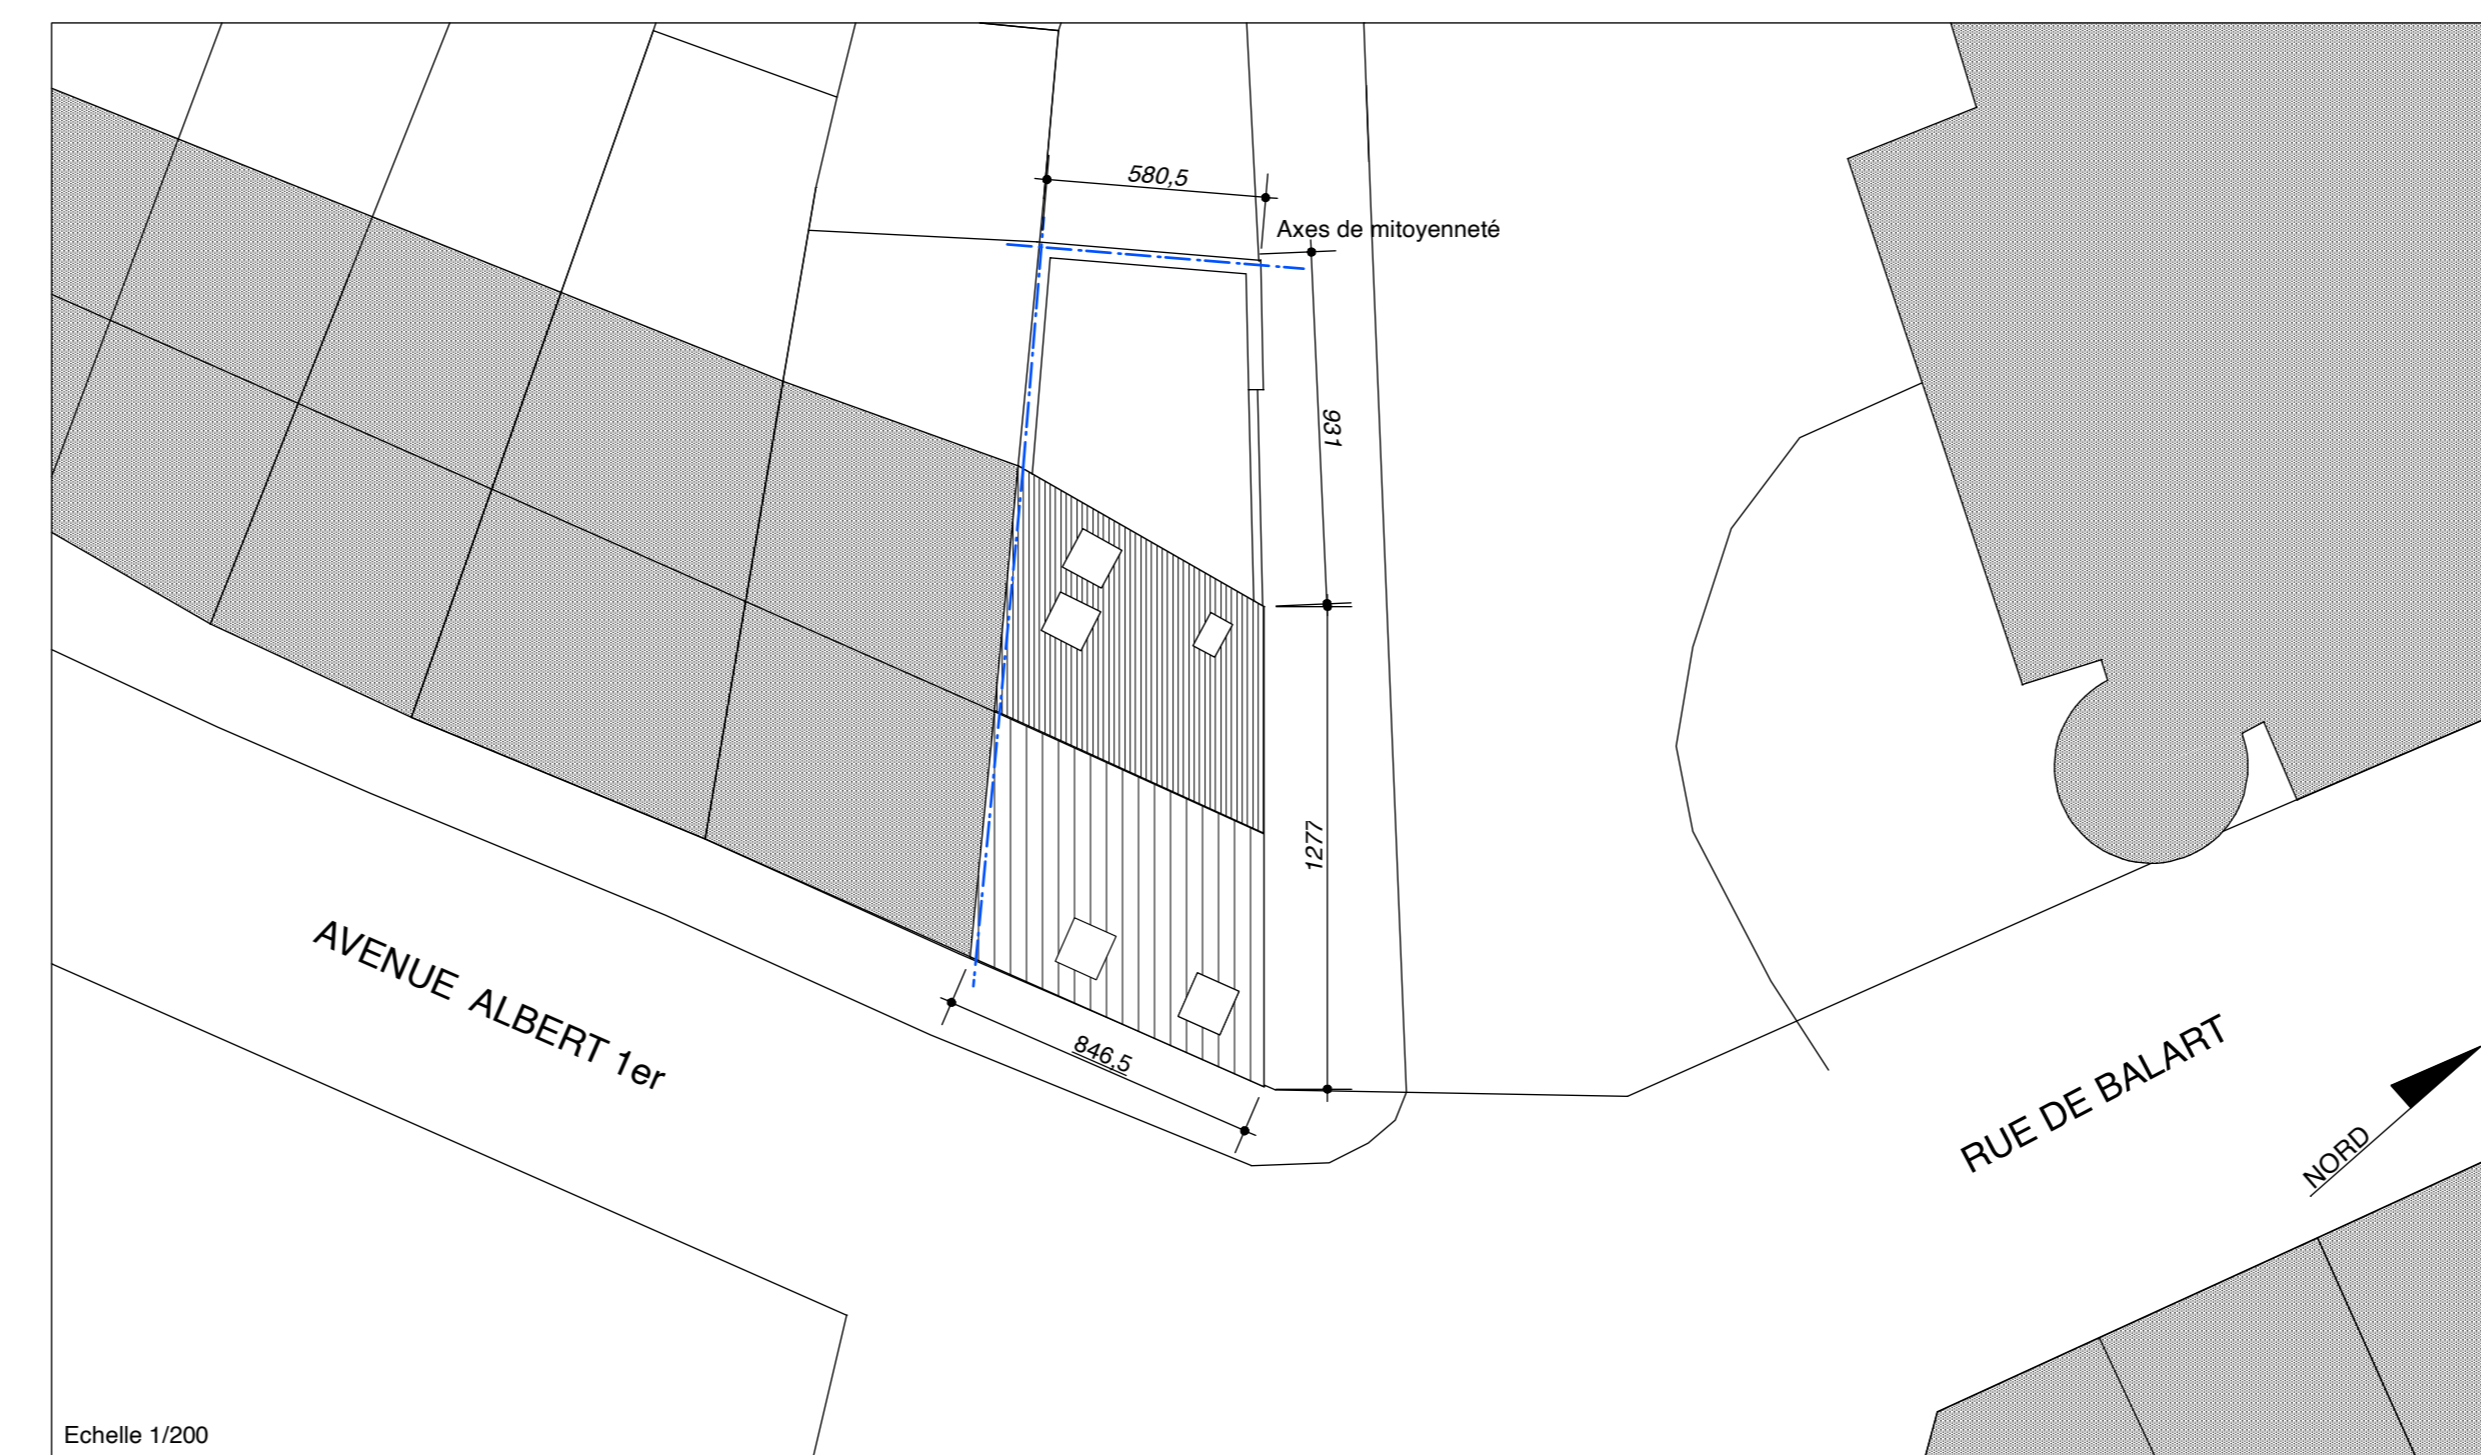 580,5
Axes de mitoyenneté
931
1277
846,5
AVENUE ALBERT 1er
RUE DE BALART
NORD
Echelle 1/200